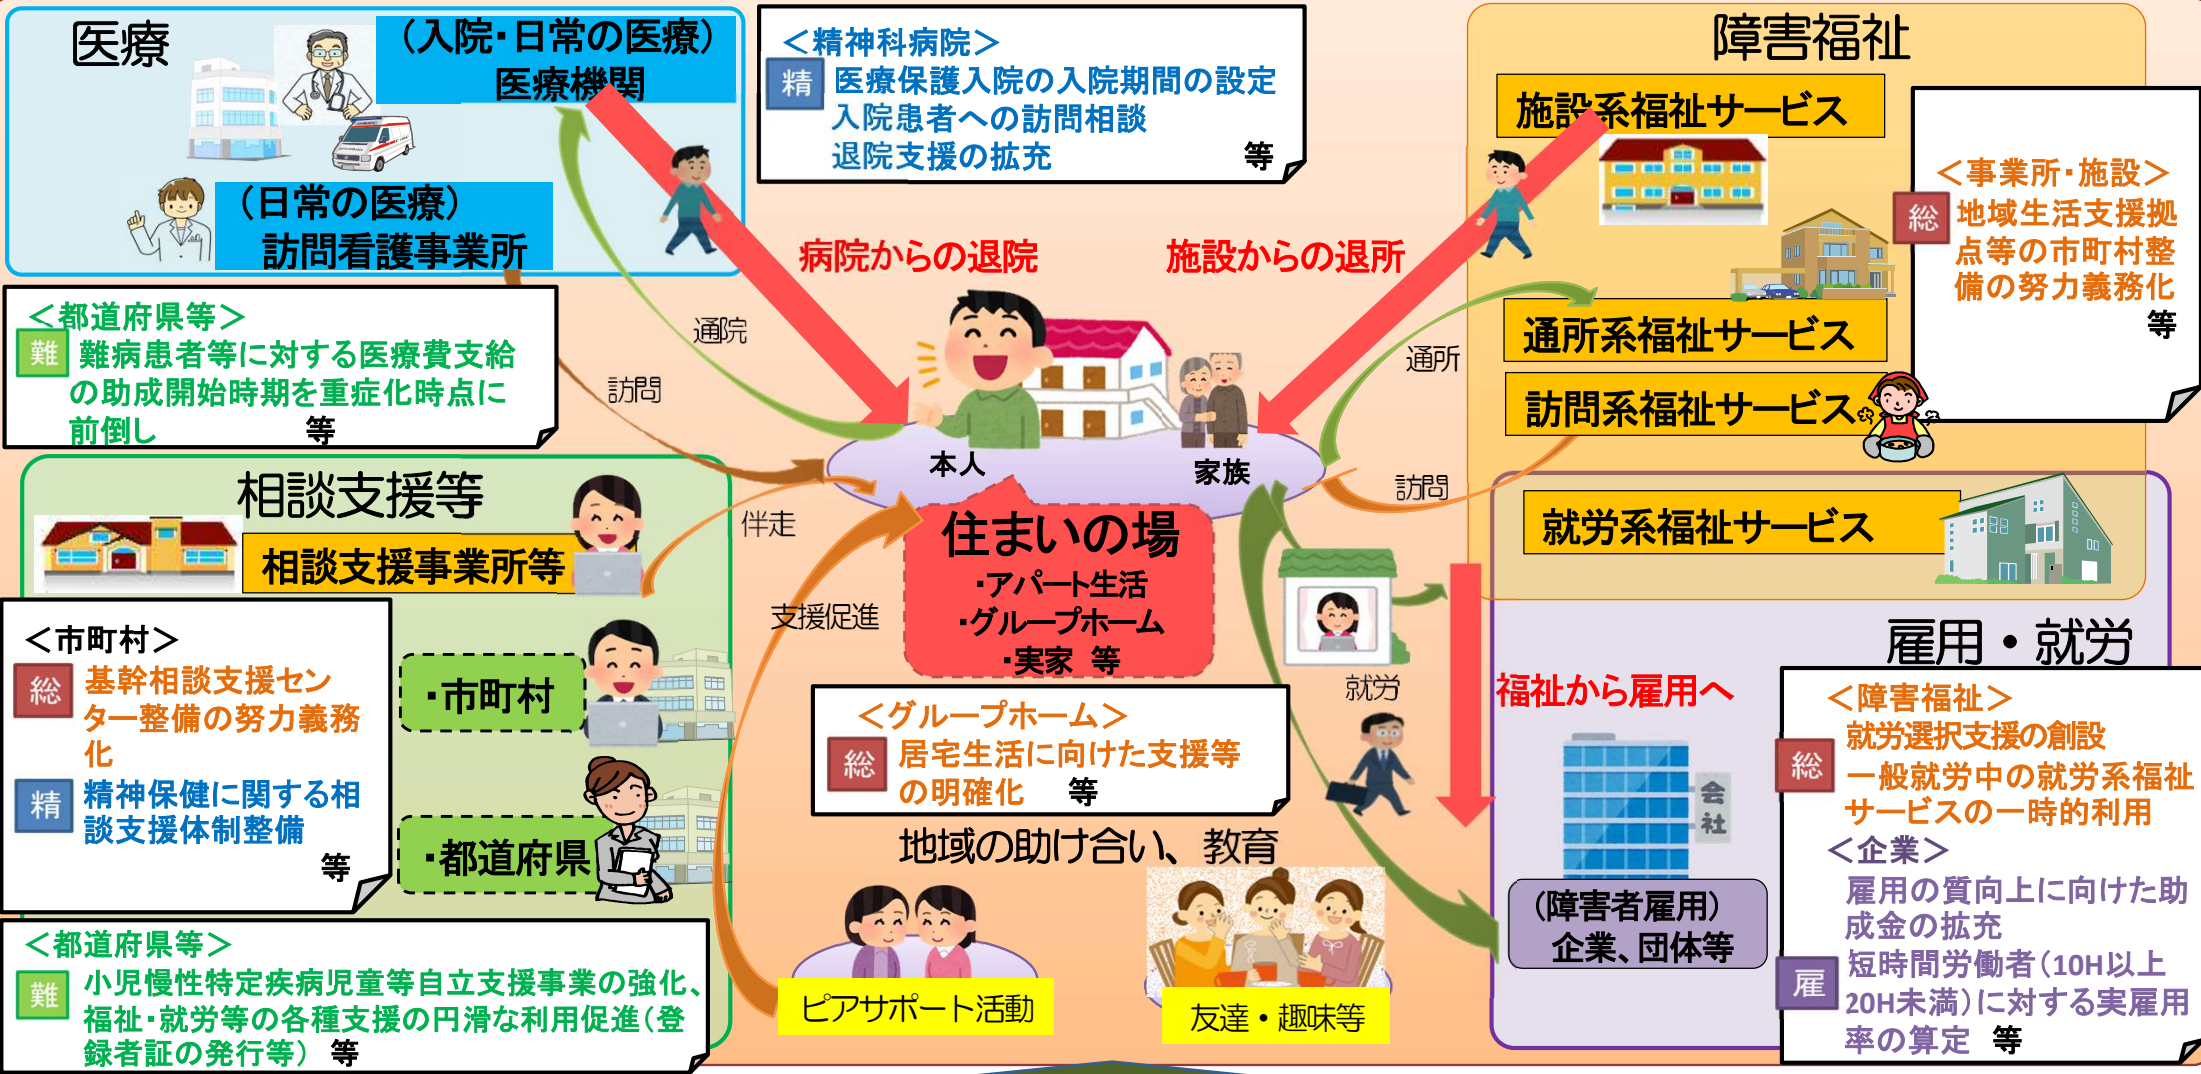 医療
（入院・日常の医療）
医療機関
（日常の医療）
訪問看護事業所
＜精神科病院＞
精 医療保護入院の入院期間の設定
入院患者への訪問相談
退院支援の拡充 等
障害福祉
施設系福祉サービス
＜事業所・施設＞
総 地域生活支援拠
点等の市町村整
備の努力義務化
等
通所系福祉サービス
訪問系福祉サービス
就労系福祉サービス
病院からの退院
施設からの退所
通院
訪問
通所
訪問
＜都道府県等＞
難 難病患者等に対する医療費支給
の助成開始時期を重症化時点に
前倒し 等
本人
家族
住まいの場
・アパート生活
・グループホーム
・実家 等
相談支援等
相談支援事業所等
伴走
支援促進
＜市町村＞
総 基幹相談支援セン
ター整備の努力義務
化
精 精神保健に関する相
談支援体制整備
等
・市町村
・都道府県
＜都道府県等＞
難 小児慢性特定疾病児童等自立支援事業の強化、
福祉・就労等の各種支援の円滑な利用促進（登
録者証の発行等） 等
＜グループホーム＞
総 居宅生活に向けた支援等
の明確化 等
地域の助け合い、教育
ピアサポート活動
友達・趣味等
就労
福祉から雇用へ
雇用・就労
会
社
（障害者雇用）
企業、団体等
＜障害福祉＞
就労選択支援の創設
総 一般就労中の就労系福祉
サービスの一時的利用
＜企業＞
雇用の質向上に向けた助
成金の拡充
雇 短時間労働者（10H以上
20H未満）に対する実雇用
率の算定 等